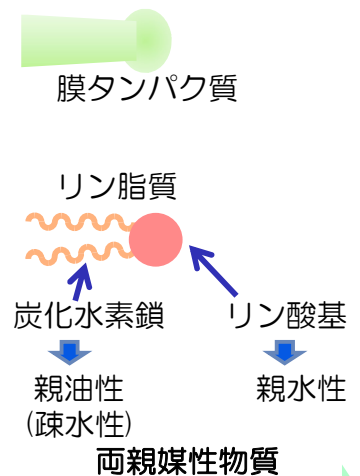 膜タンパク質
リン脂質
炭化水素鎖
リン酸基
親油性
(疎水性)
親水性
両親媒性物質